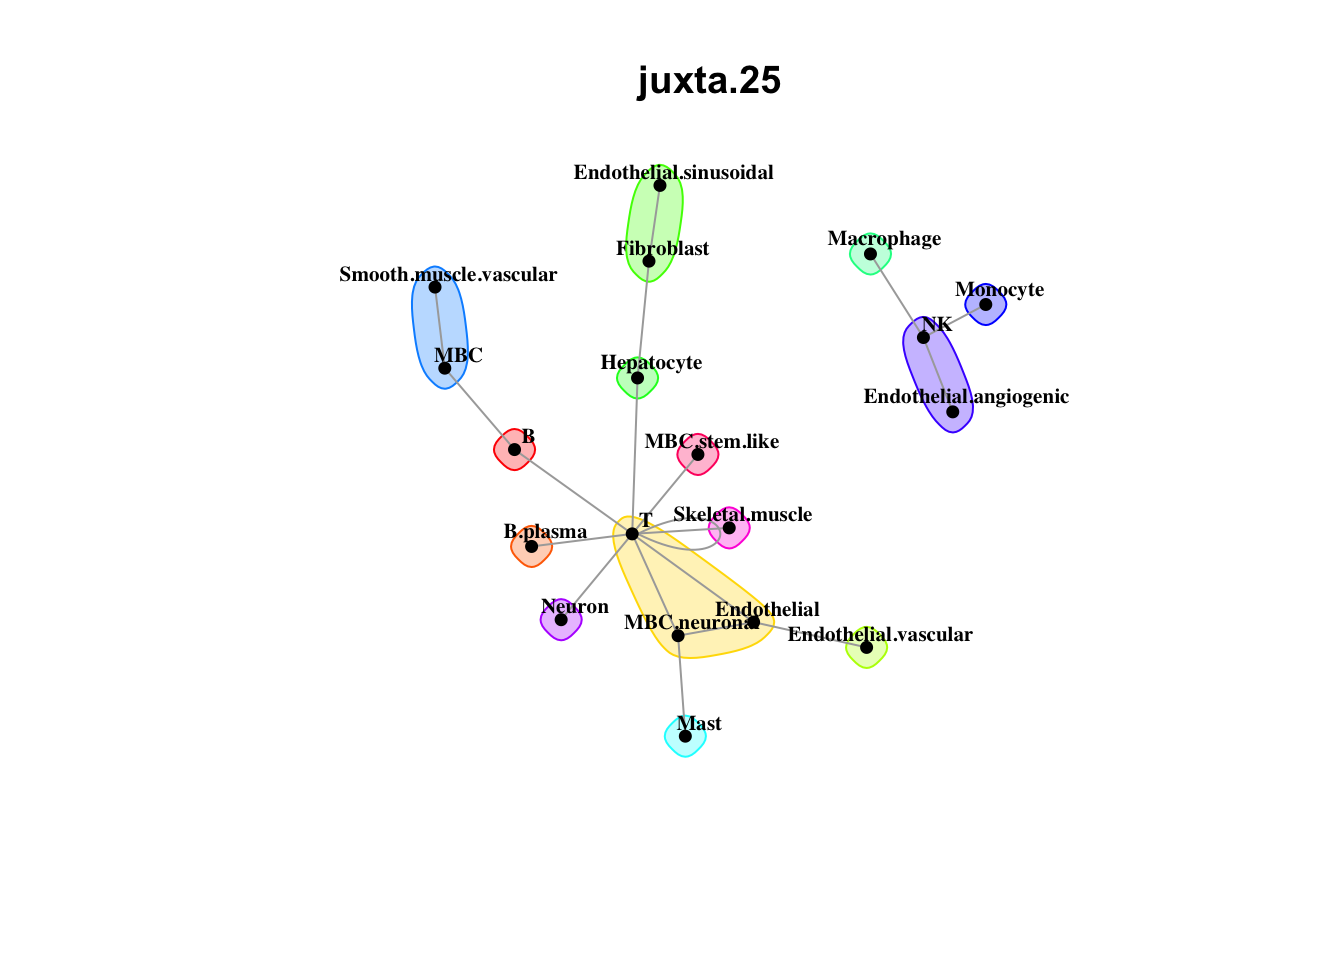 juxta.25
Endothelial.sinusoidal
Macrophage
Fibroblast
Smooth.muscle.vascular
Monocyte
NK
MBC
Hepatocyte
Endothelial.angiogenic
B
MBC.stem.like
T
Skeletal.muscle
B.plasma
Neuron
Endothelial
MBC.neuronal
Endothelial.vascular
Mast